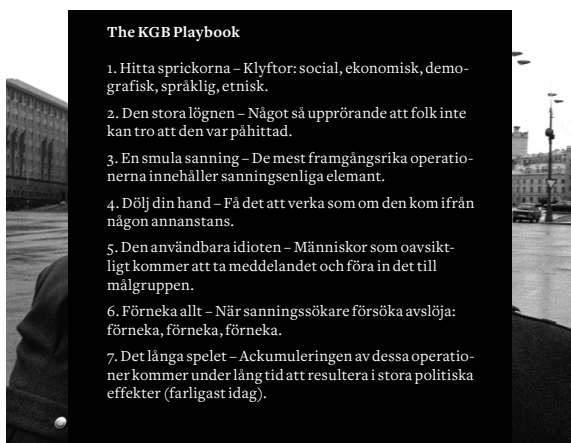 The KGB Playbook
1. Hitta sprickorna – Klyftor: social, ekonomisk, demo-
grafisk, språklig, etnisk.
2. Den stora lögnen – Något så upprörande att folk inte
kan tro att den var påhittad.
3. En smula sanning – De mest framgångsrika operatio-
nerna innehåller sanningsenliga elemant.
4. Dölj din hand – Få det att verka som om den kom ifrån
någon annanstans.
5. Den användbara idioten – Människor som oavsikt-
ligt kommer att ta meddelandet och föra in det till
målgruppen.
6. Förneka allt – När sanningssökare försöka avslöja:
förneka, förneka, förneka.
7. Det långa spelet – Ackumuleringen av dessa operatio-
ner kommer under lång tid att resultera i stora politiska
effekter (farligast idag).